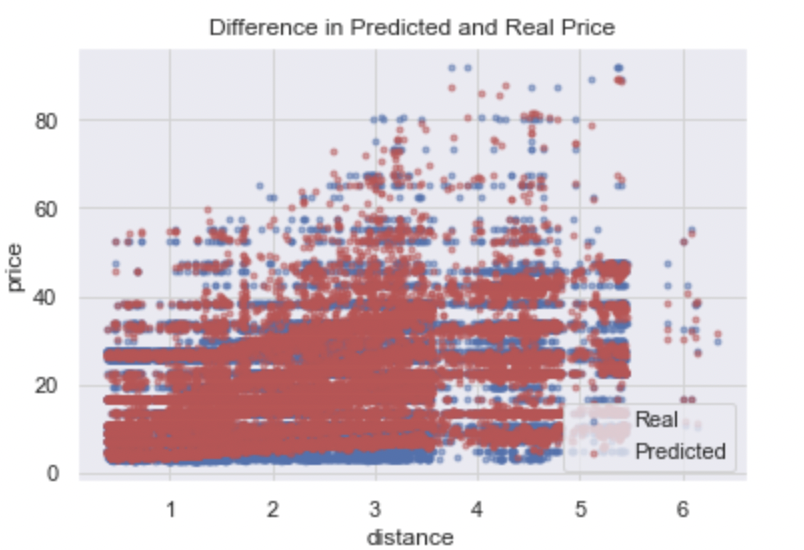 Difference in Predicted and Real Price
price
80
60
40
20
0
Real
Predicted
1 2 3 4 5 6
distance